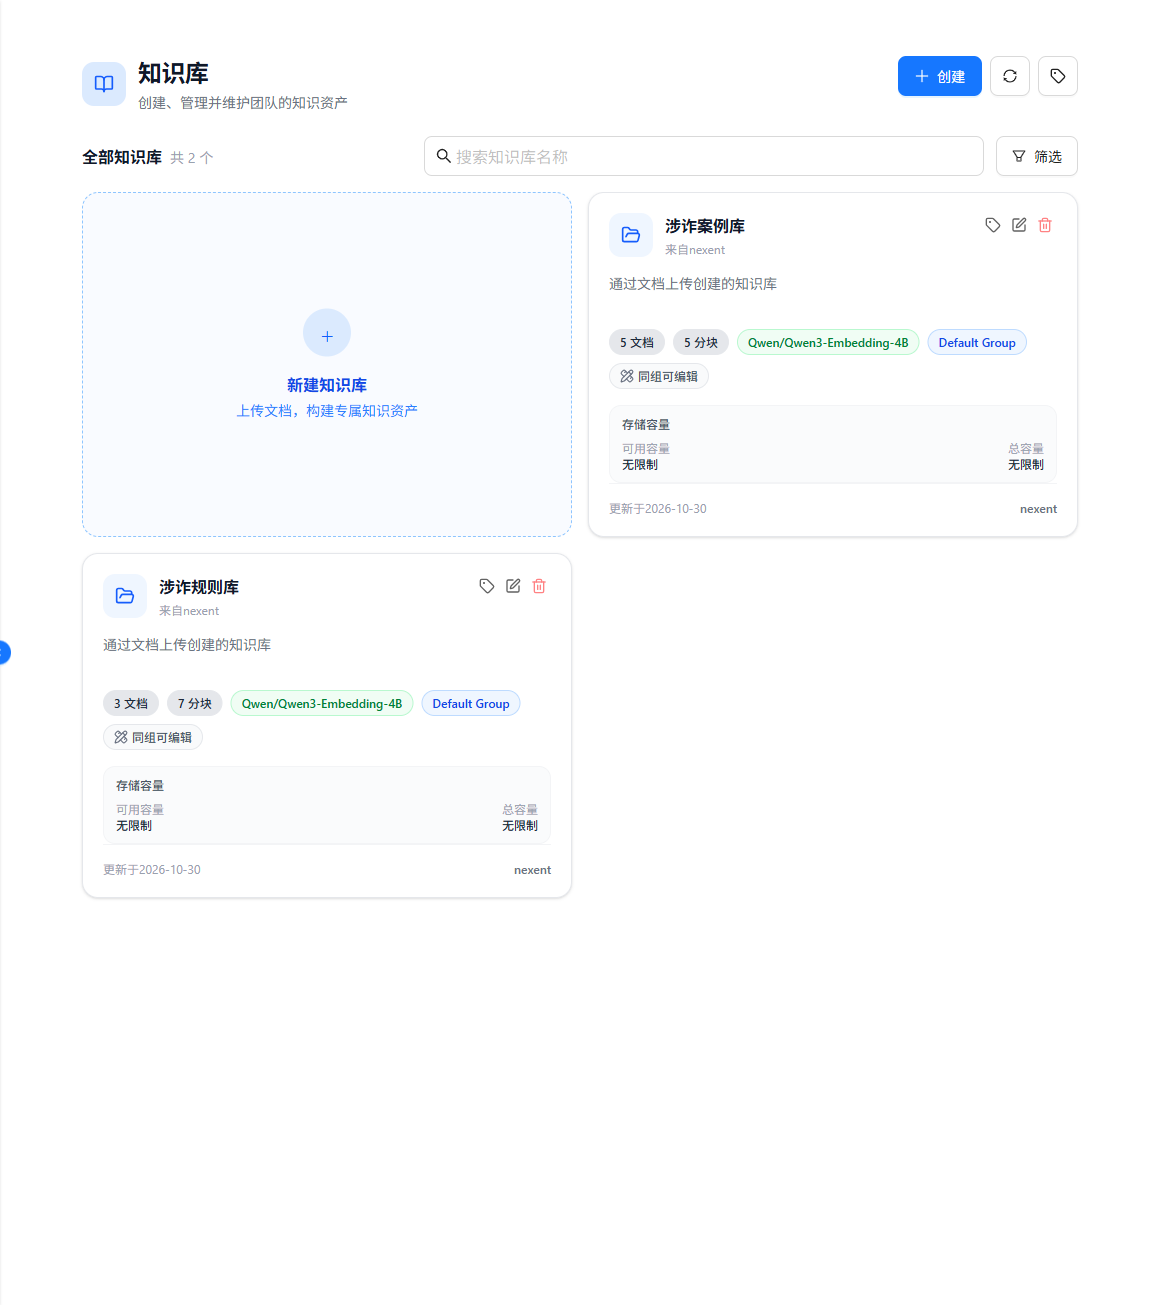 知识库
创建、管理并维护团队的知识资产
创建
全部知识库 共 2 个
搜索知识库名称
筛选
新建知识库
上传文档，构建专属知识资产
涉诈案例库
来自nexent
通过文档上传创建的知识库
5 文档 5 分块 Qwen/Qwen3-Embedding-4B Default Group
同组可编辑
存储容量
可用容量 总容量
无限制 无限制
更新于2026-10-30 nexent
涉诈规则库
来自nexent
通过文档上传创建的知识库
3 文档 7 分块 Qwen/Qwen3-Embedding-4B Default Group
同组可编辑
存储容量
可用容量 总容量
无限制 无限制
更新于2026-10-30 nexent